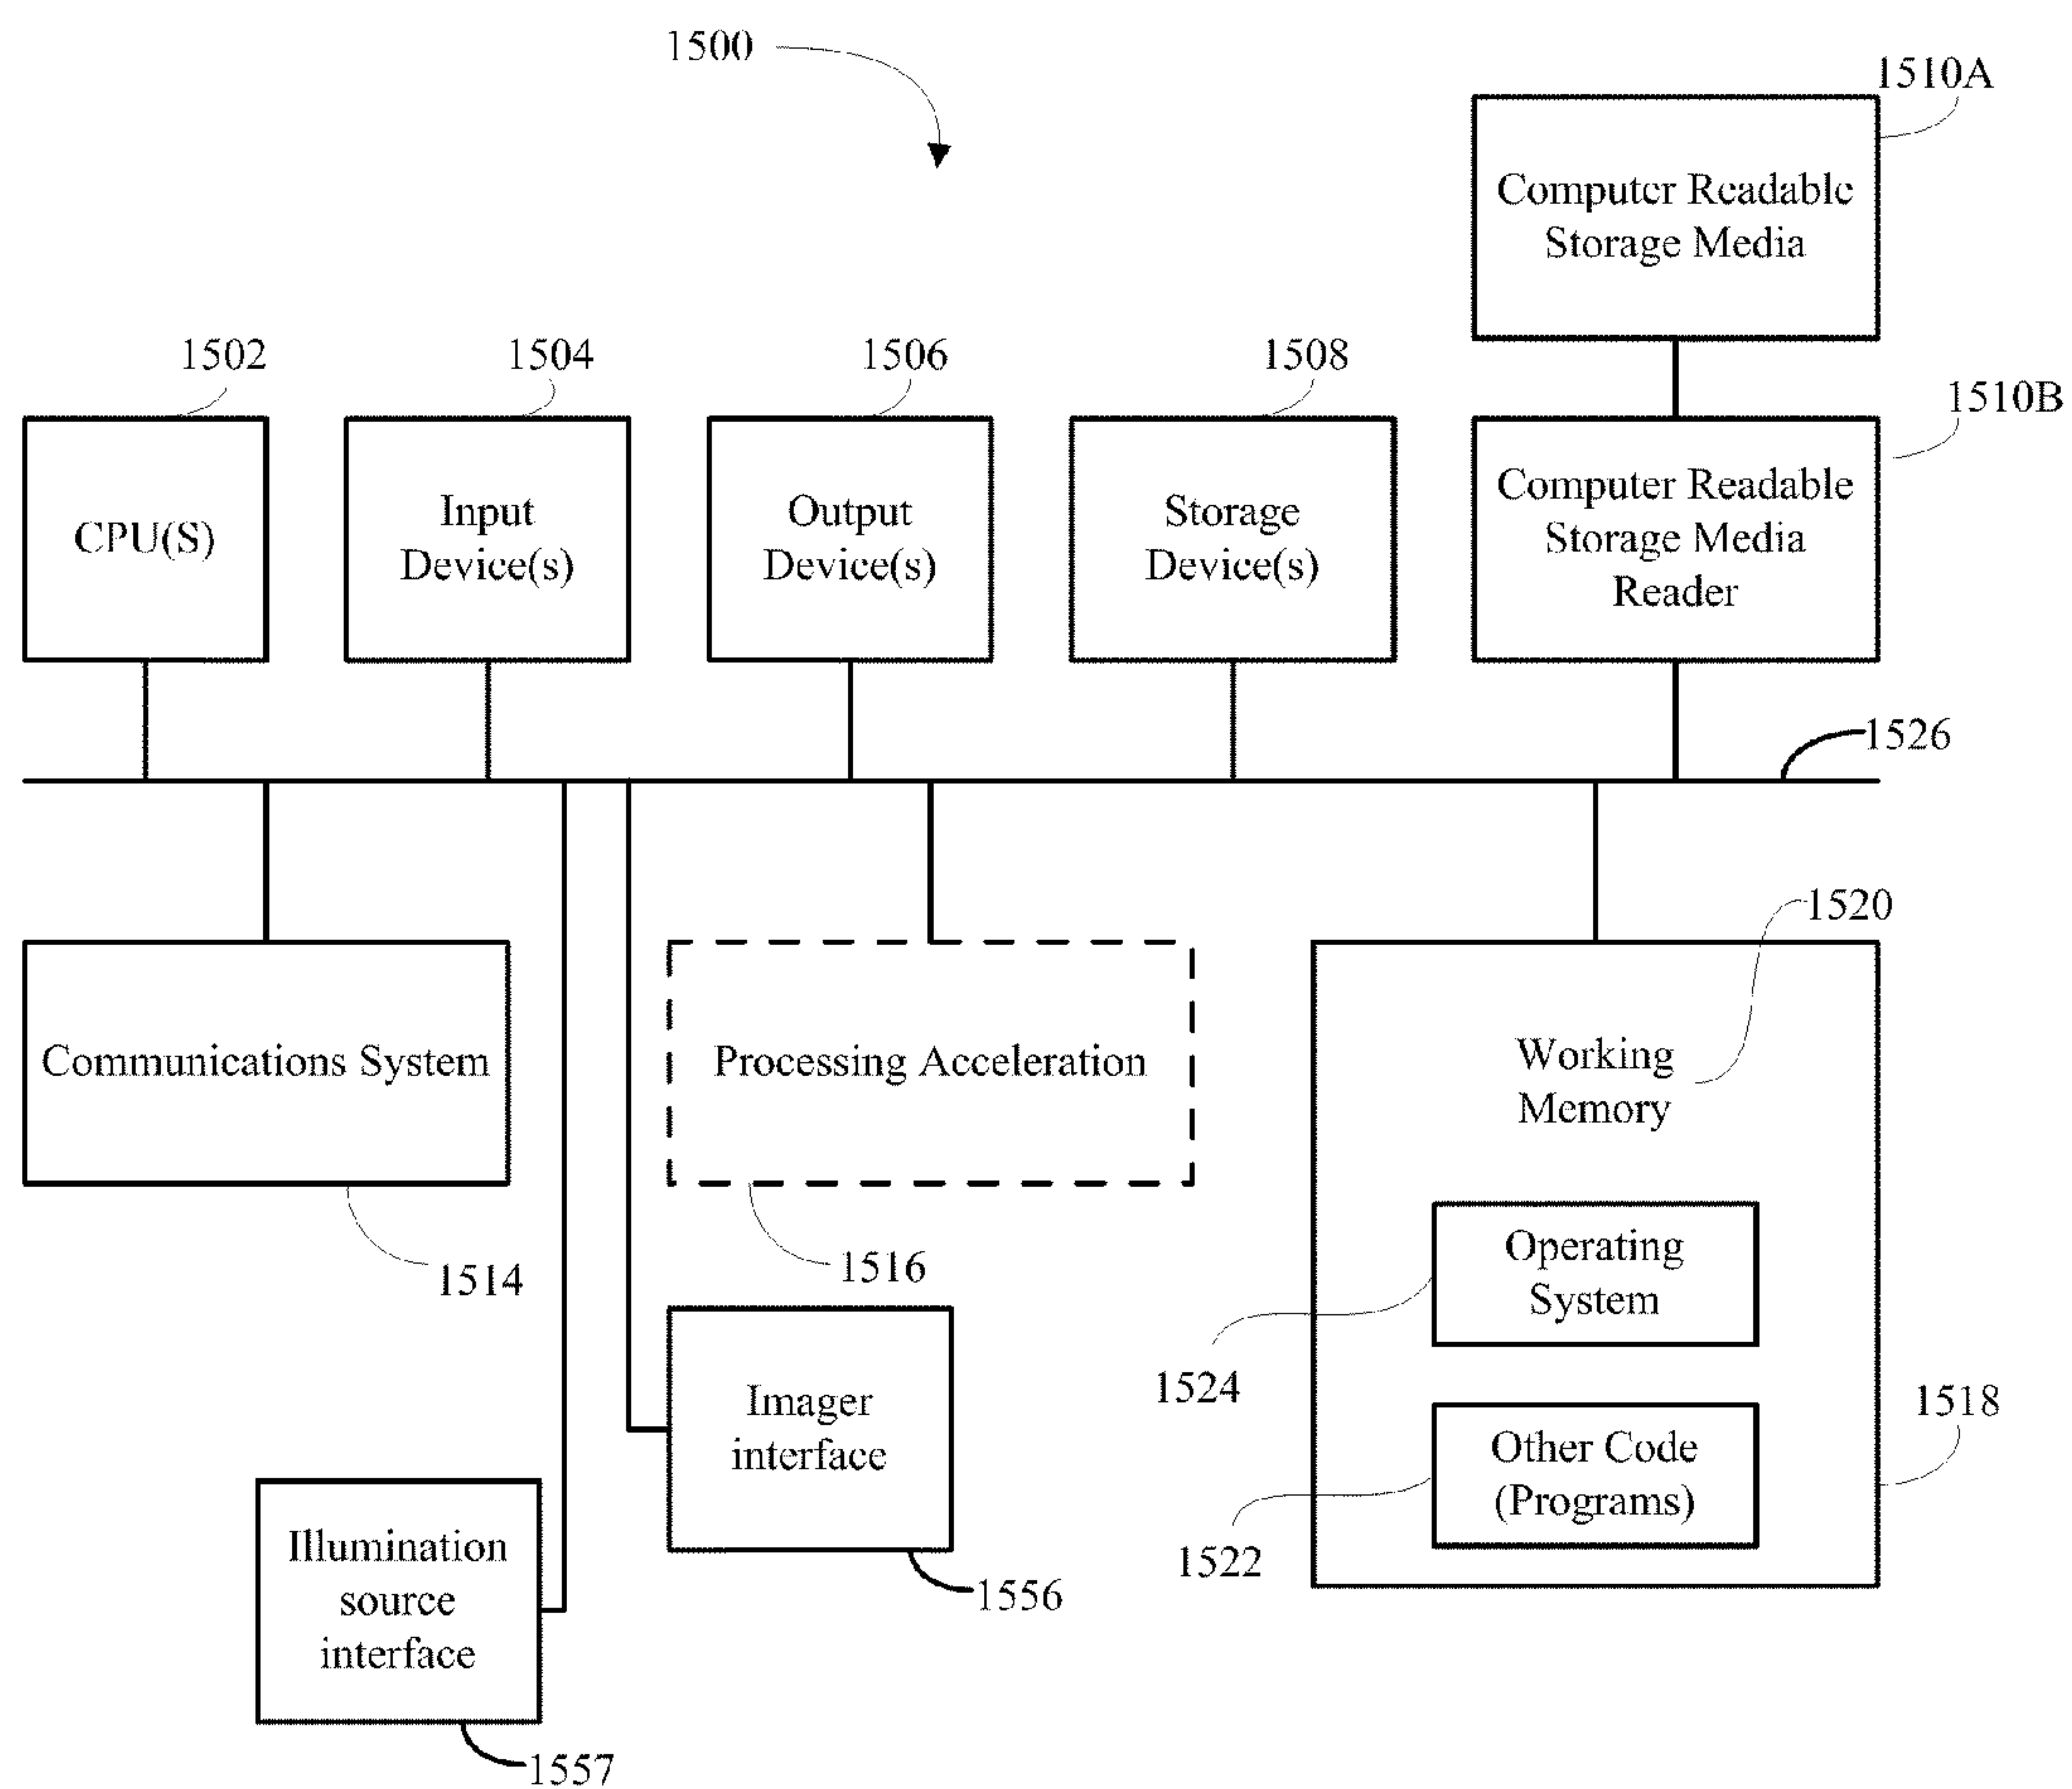 1500
1510A
Computer Readable
Storage Media
1502
1504
1506
1508
1510B
CPU(S)
Input
Device(s)
Output
Device(s)
Storage
Device(s)
Computer Readable
Storage Media
Reader
1526
1520
Communications System
Processing Acceleration
Working
Memory
1514
1516
Operating
System
1524
1518
Imager
interface
Other Code
(Programs)
1522
1556
Illumination
source
interface
1557